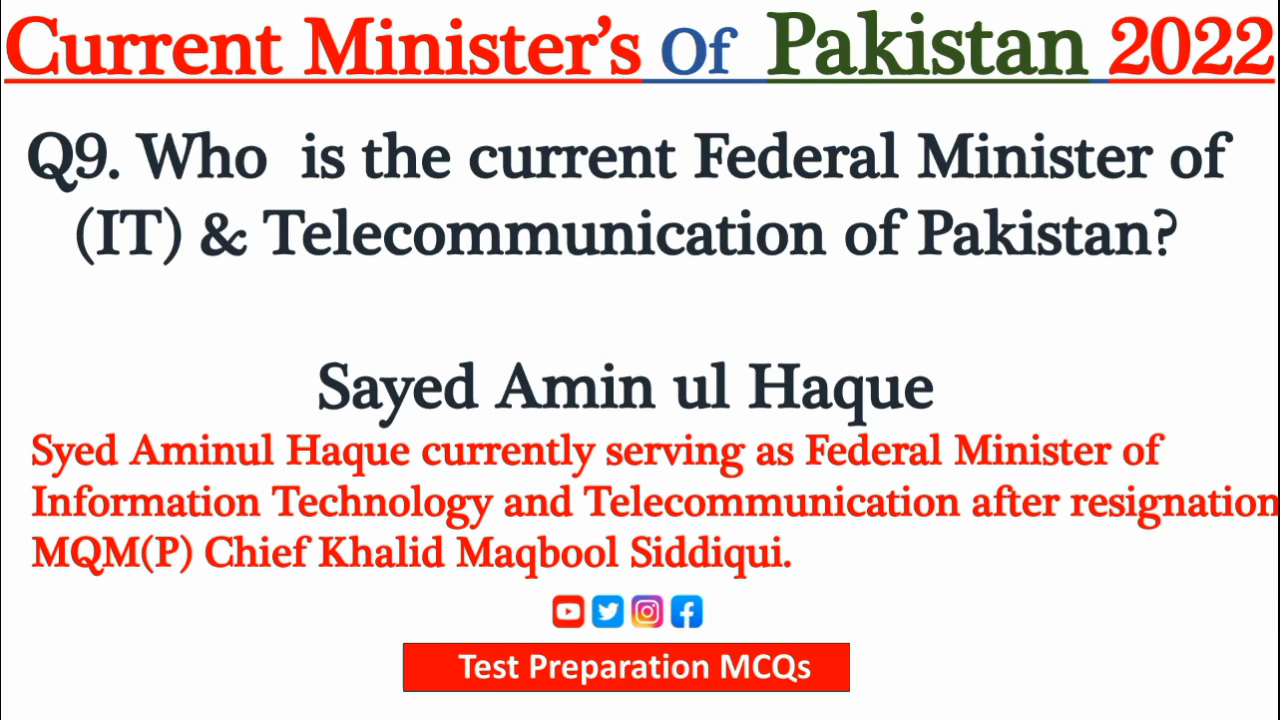 Current Minister’s Of Pakistan 2022
Q9. Who is the current Federal Minister of
(IT) & Telecommunication of Pakistan?
Sayed Amin ul Haque
Syed Aminul Haque currently serving as Federal Minister of
Information Technology and Telecommunication after resignation
MQM(P) Chief Khalid Maqbool Siddiqui.
Test Preparation MCQs